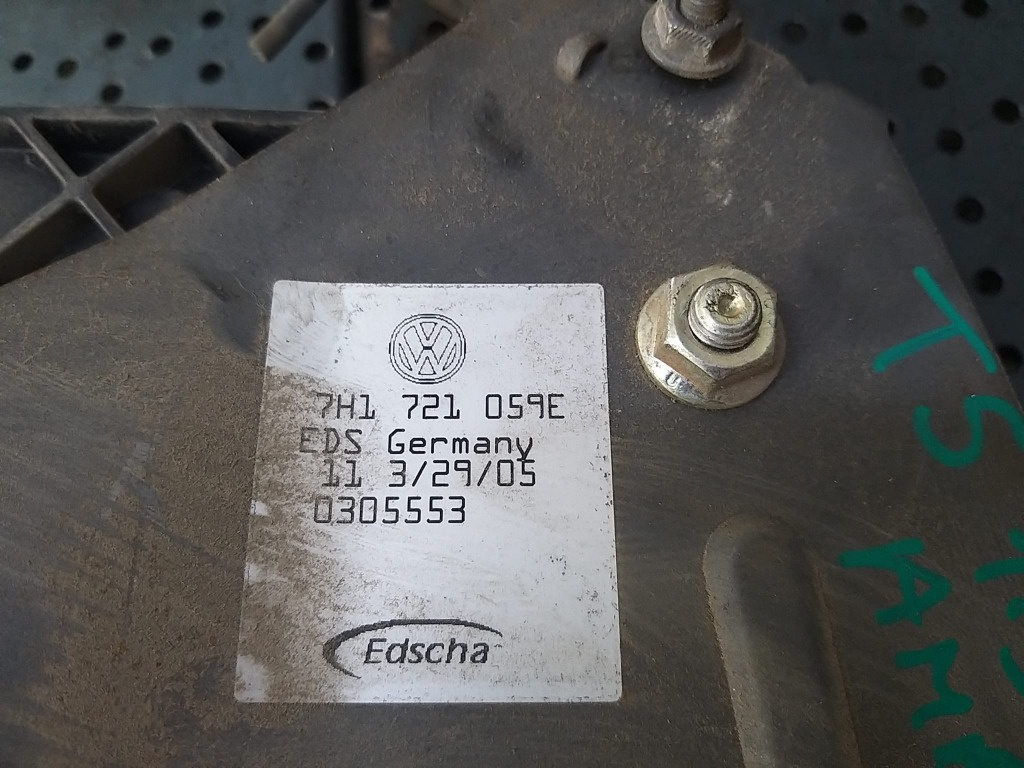 7H1 721 059E
EDS Germany
11 3/29/05
0305553
Edscha
T5